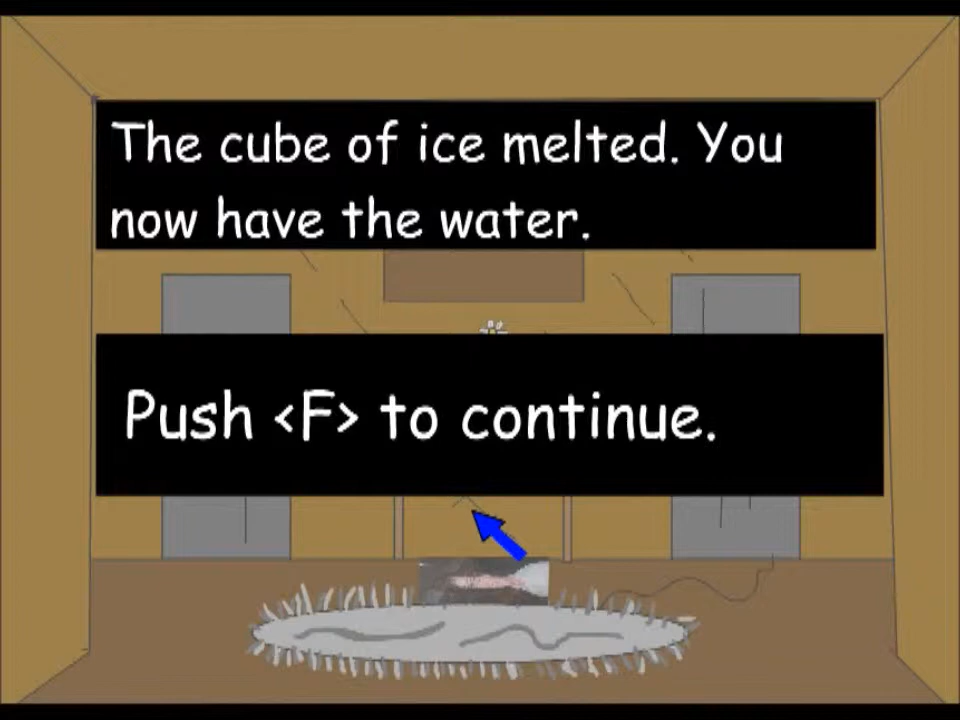 The cube of ice melted. You
now have the water.
Push <F> to continue.